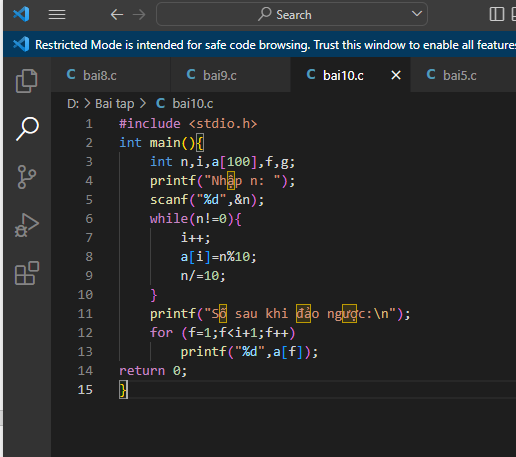 Search
Restricted Mode is intended for safe code browsing. Trust this window to enable all features
bai8.c
bai9.c
bai10.c
bai5.c
D: > Bai tap > C bai10.c
1 #include <stdio.h>
2 int main(){
3 int n,i,a[100],f,g;
4 printf("Nhập n: ");
5 scanf("%d",&n);
6 while(n!=0){
7 i++;
8 a[i]=n%10;
9 n/=10;
10 }
11 printf("Số sau khi đảo ngược:\n");
12 for (f=1;f<i+1;f++)
13 printf("%d",a[f]);
14 return 0;
15 }